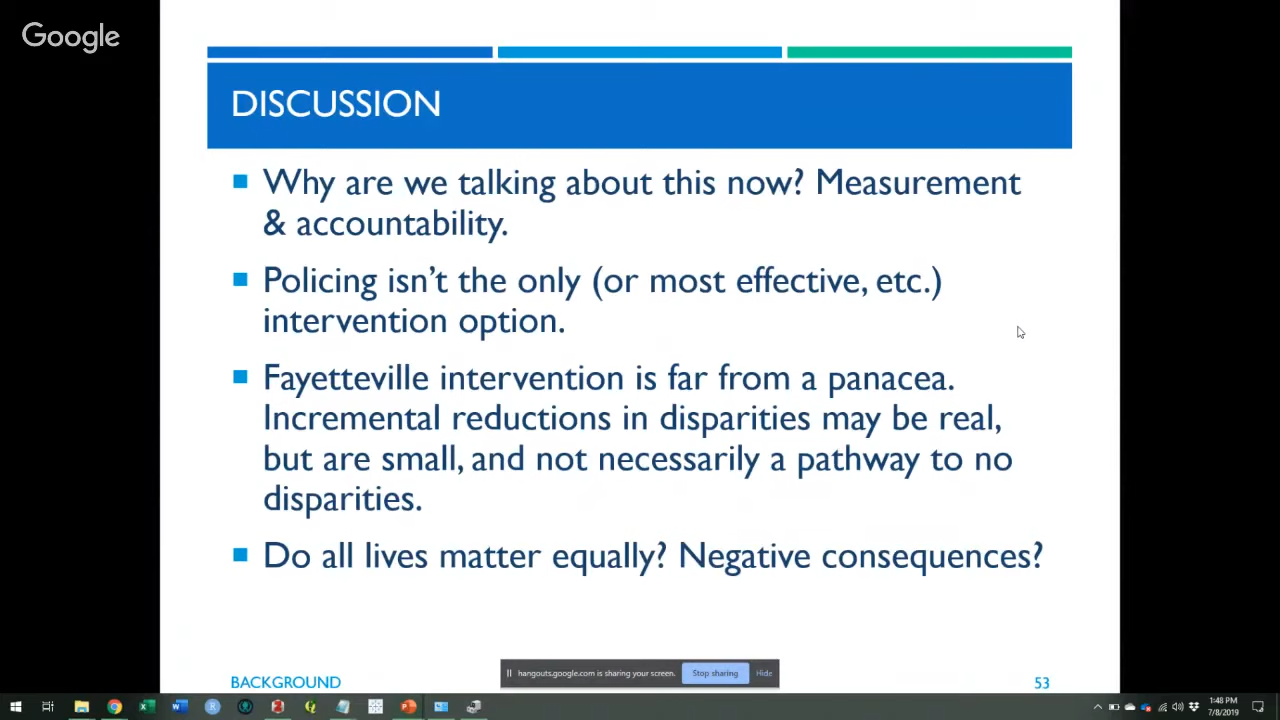 Google
DISCUSSION
Why are we talking about this now? Measurement
& accountability.
Policing isn't the only (or most effective, etc.)
intervention option.
Fayetteville intervention is far from a panacea.
Incremental reductions in disparities may be real,
but are small, and not necessarily a pathway to no
disparities.
Do all lives matter equally? Negative consequences?
hangouts.google.com is sharing your screen. Stop sharing Hide
BACKGROUND 53
1:48 PM
7/8/2019